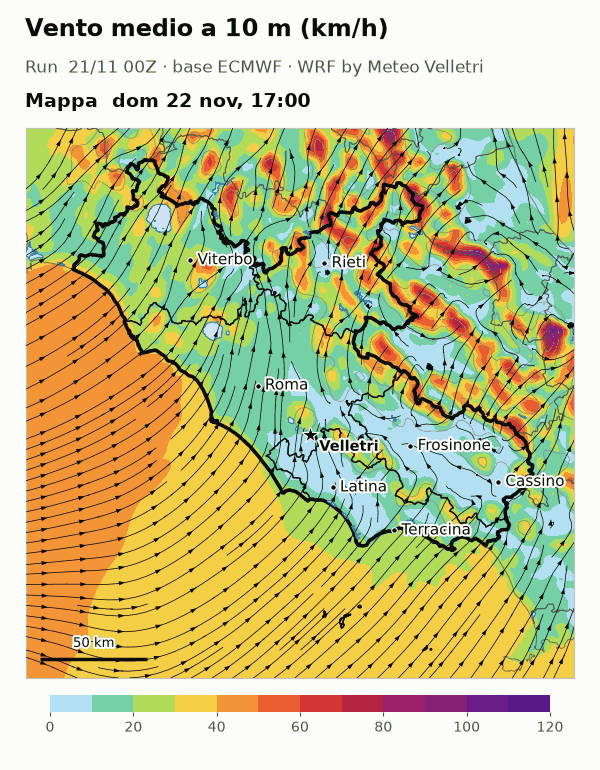 Vento medio a 10 m (km/h)
Run  21/11 00Z · base ECMWF · WRF by Meteo Velletri
Mappa  dom 22 nov, 17:00
Viterbo
Rieti
Roma
Velletri
Frosinone
Latina
Cassino
Terracina
50 km
0 20 40 60 80 100 120